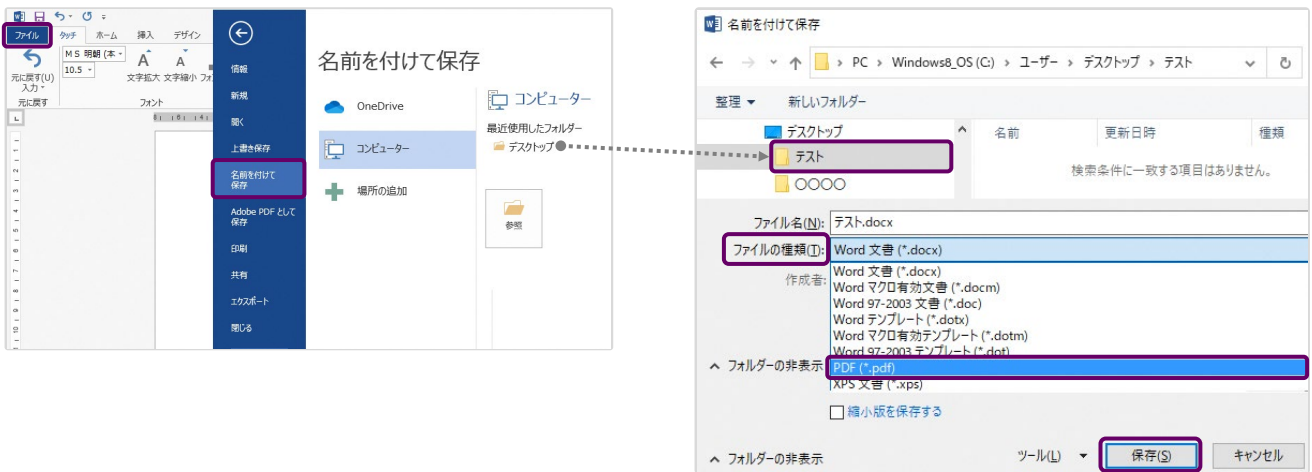 ファイル タッチ ホーム 挿入 デザイン
MS 明朝 (本
10.5
A A
元に戻す(U) 文字拡大 文字縮小 フォ
入力
元に戻す フォント
情報
新規
開く
上書き保存
名前を付けて
保存
Adobe PDF として
保存
印刷
共有
エクスポート
閉じる
名前を付けて保存
OneDrive
コンピューター
場所の追加
コンピューター
最近使用したフォルダー
デスクトップ
参照
名前を付けて保存
PC › Windows8_OS (C:) › ユーザー › デスクトップ › テスト
整理 新しいフォルダー
デスクトップ
テスト
〇〇〇〇
名前 更新日時 種類
検索条件に一致する項目はありません。
ファイル名(N): テスト.docx
ファイルの種類(T): Word 文書 (*.docx)
作成者:
Word 文書 (*.docx)
Word マクロ有効文書 (*.docm)
Word 97-2003 文書 (*.doc)
Word テンプレート (*.dotx)
Word マクロ有効テンプレート (*.dotm)
Word 97-2003 テンプレート (*.dot)
フォルダーの非表示 PDF (*.pdf)
XPS 文書 (*.xps)
縮小版を保存する
フォルダーの非表示 ツール(L) 保存(S) キャンセル